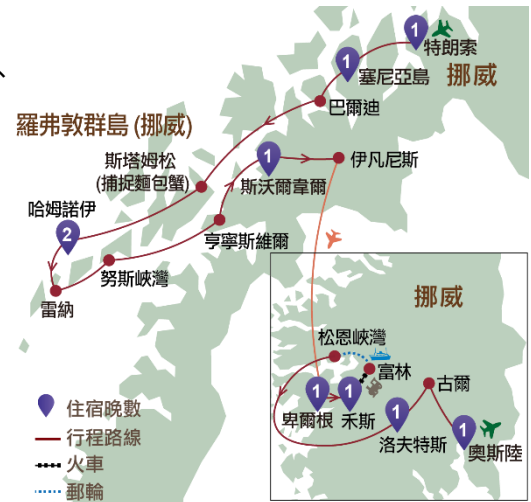 、
1
特朗索
1
塞尼亞島
挪威
巴爾迪
羅弗敦群島 (挪威)
斯塔姆松
(捕捉麵包蟹)
1
斯沃爾韋爾
伊凡尼斯
哈姆諾伊
2
亨寧斯維爾
努斯峽灣
雷納
挪威
松恩峽灣
富林
古爾
1
卑爾根
1
禾斯
1
洛夫特斯
1
奧斯陸
住宿晚數
行程路線
火車
郵輪